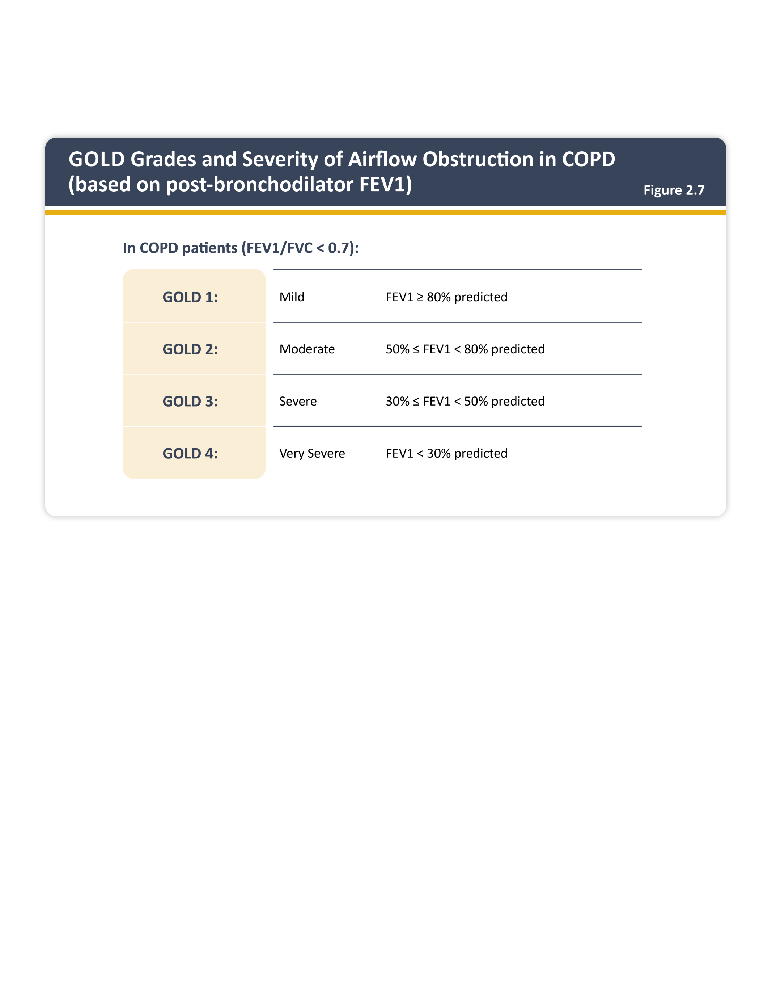 GOLD Grades and Severity of Airflow Obstruction in COPD
(based on post-bronchodilator FEV1)
Figure 2.7
In COPD patients (FEV1/FVC < 0.7):
GOLD 1: Mild FEV1 ≥ 80% predicted
GOLD 2: Moderate 50% ≤ FEV1 < 80% predicted
GOLD 3: Severe 30% ≤ FEV1 < 50% predicted
GOLD 4: Very Severe FEV1 < 30% predicted